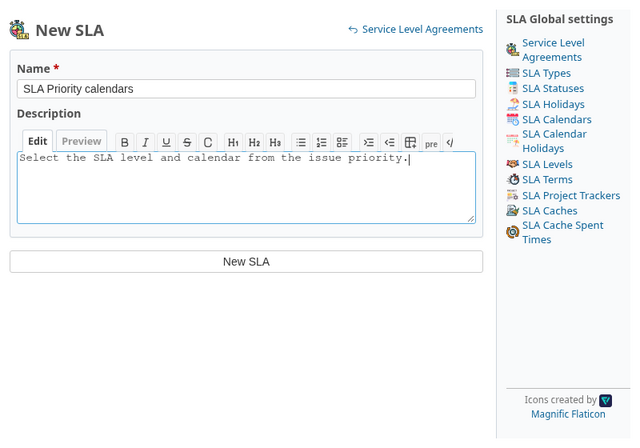 New SLA
Service Level Agreements
Name *
SLA Priority calendars
Description
Edit Preview B I U S C H1 H2 H3 pre
Select the SLA level and calendar from the issue priority.
New SLA
SLA Global settings
Service Level
Agreements
SLA Types
SLA Statuses
SLA Holidays
SLA Calendars
SLA Calendar
Holidays
SLA Levels
SLA Terms
SLA Project Trackers
SLA Caches
SLA Cache Spent
Times
Icons created by
Magnific Flaticon